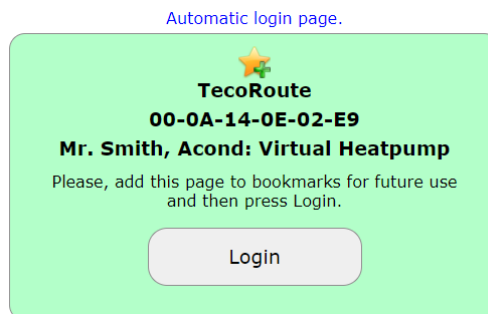 Automatic login page.
TecoRoute
00-0A-14-0E-02-E9
Mr. Smith, Acond: Virtual Heatpump
Please, add this page to bookmarks for future use
and then press Login.
Login